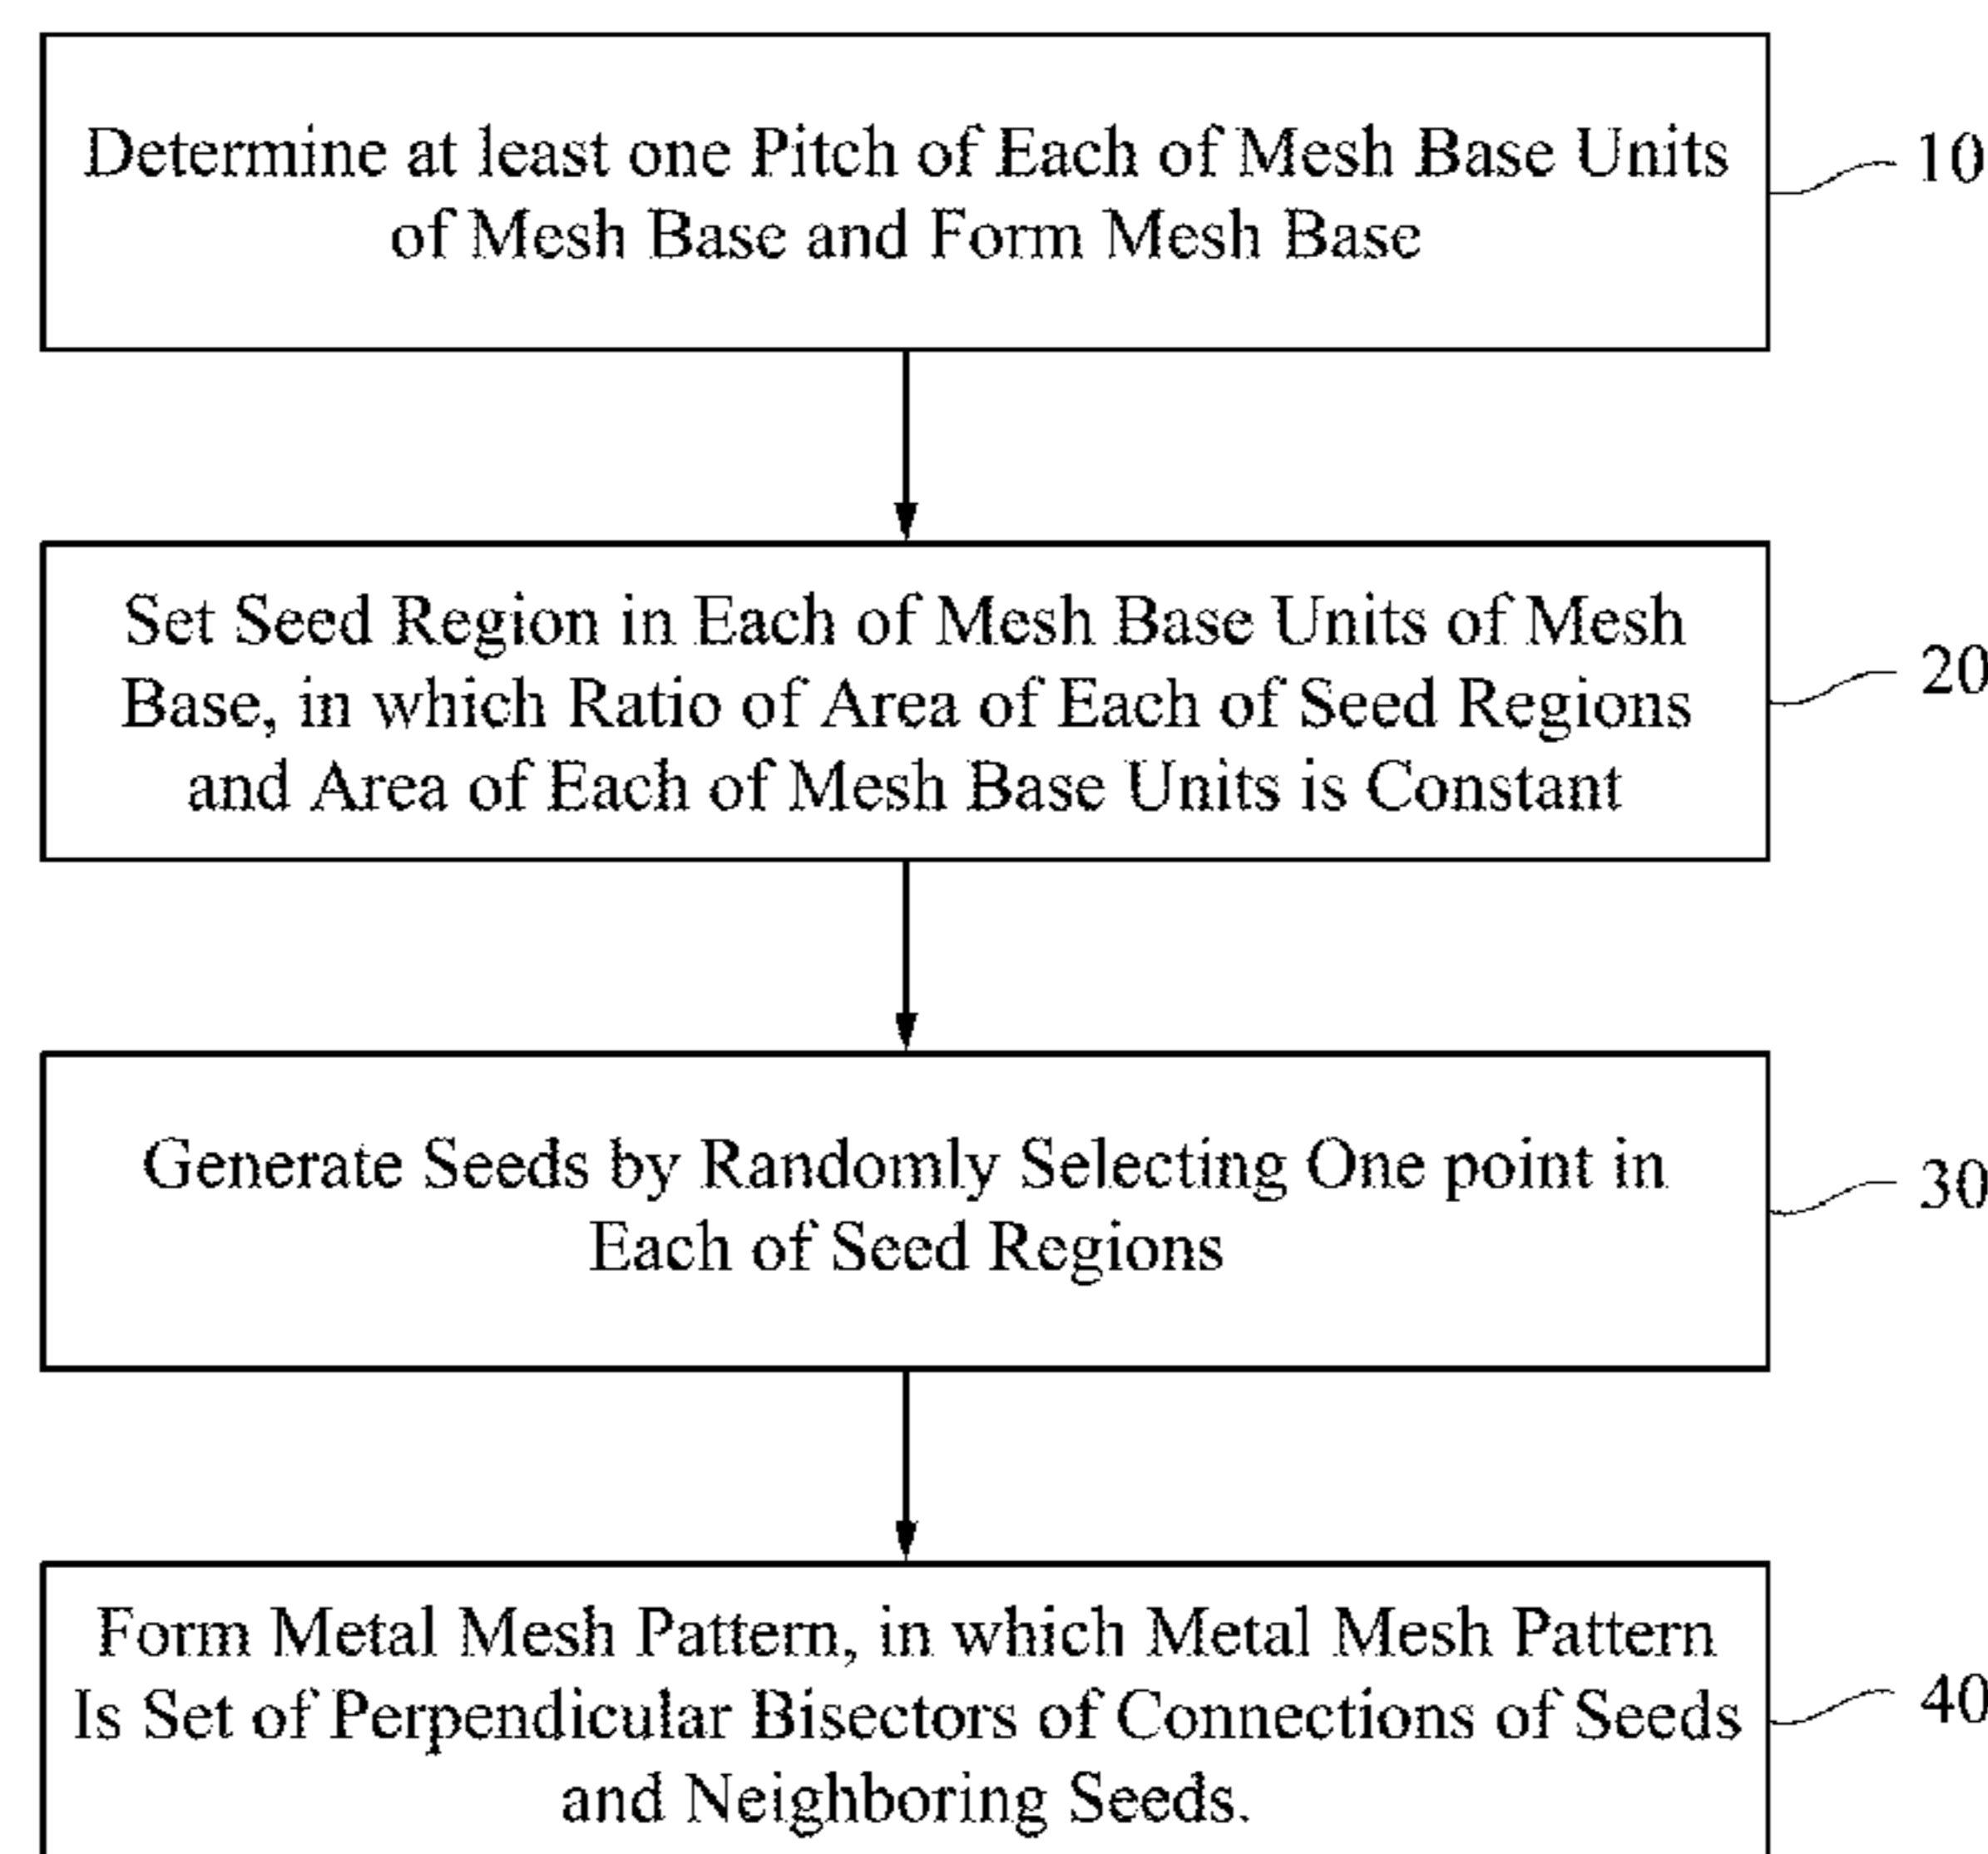 Determine at least one Pitch of Each of Mesh Base Units
of Mesh Base and Form Mesh Base
10
Set Seed Region in Each of Mesh Base Units of Mesh
Base, in which Ratio of Area of Each of Seed Regions
and Area of Each of Mesh Base Units is Constant
20
Generate Seeds by Randomly Selecting One point in
Each of Seed Regions
30
Form Metal Mesh Pattern, in which Metal Mesh Pattern
Is Set of Perpendicular Bisectors of Connections of Seeds
and Neighboring Seeds.
40